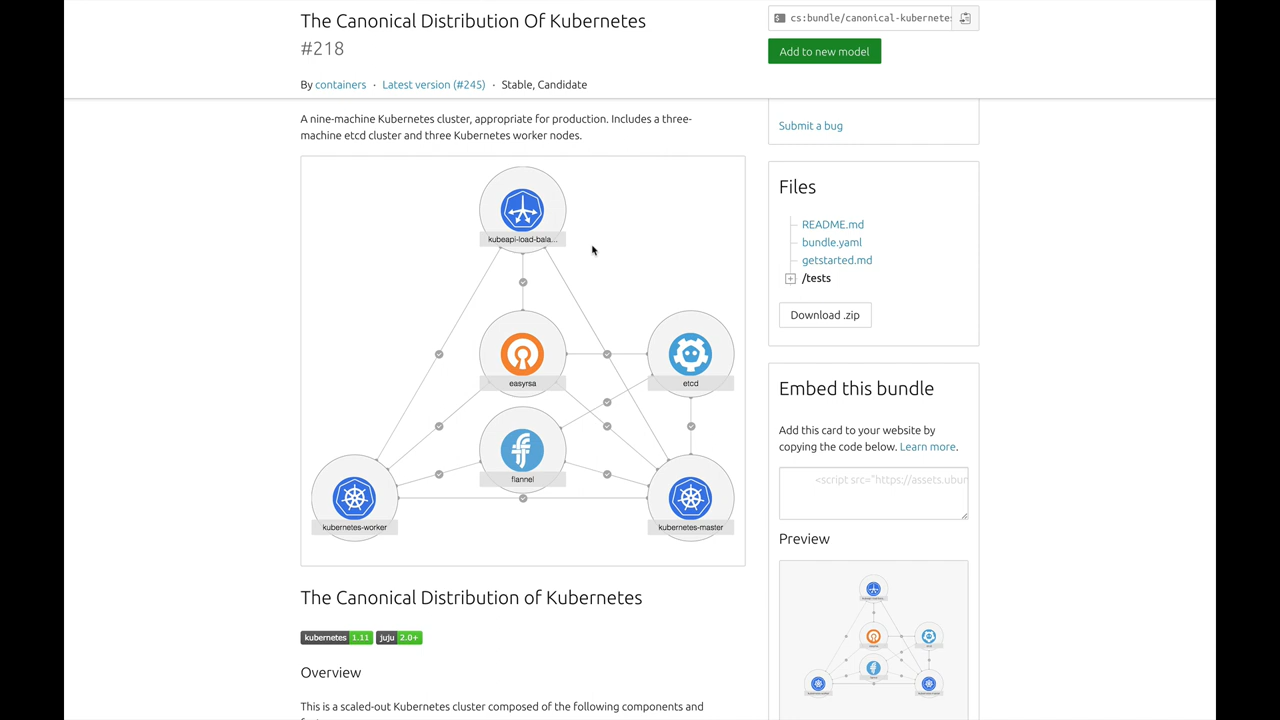 The Canonical Distribution Of Kubernetes
#218
By containers · Latest version (#245) · Stable, Candidate
cs:bundle/canonical-kubernetes
Add to new model
A nine-machine Kubernetes cluster, appropriate for production. Includes a three-
machine etcd cluster and three Kubernetes worker nodes.
kubeapi-load-bala...
easyrsa
etcd
flannel
kubernetes-worker
kubernetes-master
The Canonical Distribution of Kubernetes
kubernetes 1.11 juju 2.0+
Overview
This is a scaled-out Kubernetes cluster composed of the following components and
Submit a bug
Files
README.md
bundle.yaml
getstarted.md
/tests
Download .zip
Embed this bundle
Add this card to your website by
copying the code below. Learn more.
<script src="https://assets.ubun
Preview